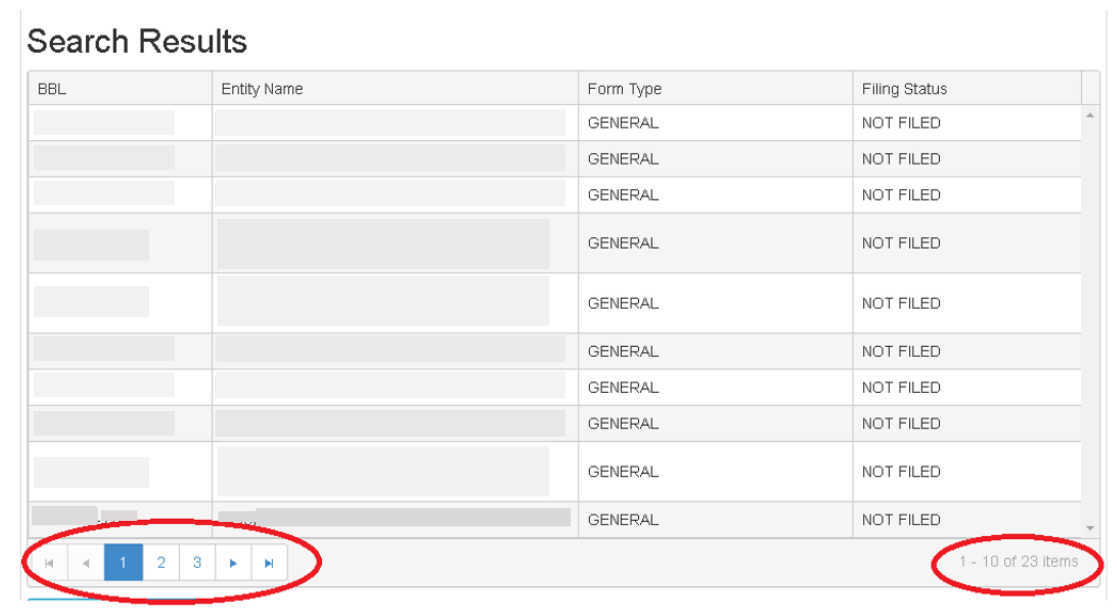 Search Results
BBL Entity Name Form Type Filing Status
GENERAL NOT FILED
GENERAL NOT FILED
GENERAL NOT FILED
GENERAL NOT FILED
GENERAL NOT FILED
GENERAL NOT FILED
GENERAL NOT FILED
GENERAL NOT FILED
GENERAL NOT FILED
GENERAL NOT FILED
1 2 3 1 - 10 of 23 items